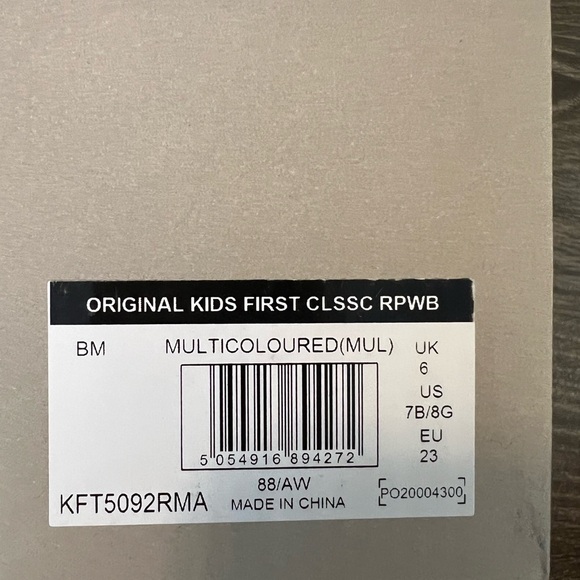 ORIGINAL KIDS FIRST CLSSC RPWB
BM MULTICOLOURED(MUL) UK
6
US
7B/8G
EU
23
5 054916 894272
88/AW
KFT5092RMA MADE IN CHINA PO20004300